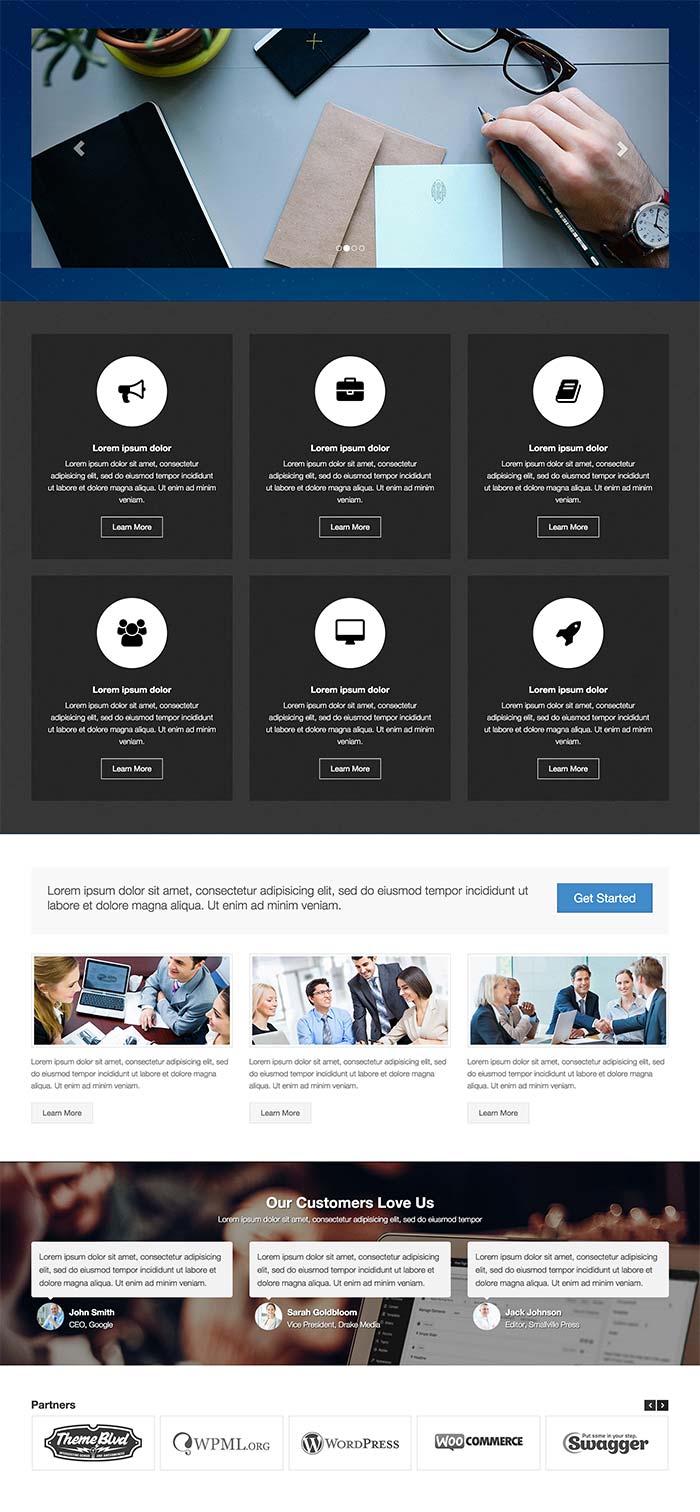 Lorem ipsum dolor
Lorem ipsum dolor sit amet, consectetur
adipisicing elit, sed do eiusmod tempor incididunt
ut labore et dolore magna aliqua. Ut enim ad minim
veniam.
Learn More
Lorem ipsum dolor
Lorem ipsum dolor sit amet, consectetur
adipisicing elit, sed do eiusmod tempor incididunt
ut labore et dolore magna aliqua. Ut enim ad minim
veniam.
Learn More
Lorem ipsum dolor
Lorem ipsum dolor sit amet, consectetur
adipisicing elit, sed do eiusmod tempor incididunt
ut labore et dolore magna aliqua. Ut enim ad minim
veniam.
Learn More
Lorem ipsum dolor
Lorem ipsum dolor sit amet, consectetur
adipisicing elit, sed do eiusmod tempor incididunt
ut labore et dolore magna aliqua. Ut enim ad minim
veniam.
Learn More
Lorem ipsum dolor
Lorem ipsum dolor sit amet, consectetur
adipisicing elit, sed do eiusmod tempor incididunt
ut labore et dolore magna aliqua. Ut enim ad minim
veniam.
Learn More
Lorem ipsum dolor
Lorem ipsum dolor sit amet, consectetur
adipisicing elit, sed do eiusmod tempor incididunt
ut labore et dolore magna aliqua. Ut enim ad minim
veniam.
Learn More
Lorem ipsum dolor sit amet, consectetur adipisicing elit, sed do eiusmod tempor incididunt ut
labore et dolore magna aliqua. Ut enim ad minim veniam.
Get Started
Lorem ipsum dolor sit amet, consectetur adipisicing elit, sed
do eiusmod tempor incididunt ut labore et dolore magna
aliqua. Ut enim ad minim veniam.
Learn More
Lorem ipsum dolor sit amet, consectetur adipisicing elit, sed
do eiusmod tempor incididunt ut labore et dolore magna
aliqua. Ut enim ad minim veniam.
Learn More
Lorem ipsum dolor sit amet, consectetur adipisicing elit, sed
do eiusmod tempor incididunt ut labore et dolore magna
aliqua. Ut enim ad minim veniam.
Learn More
Our Customers Love Us
Lorem ipsum dolor sit amet, consectetur adipisicing elit, sed do eiusmod tempor
Lorem ipsum dolor sit amet, consectetur adipisicing
elit, sed do eiusmod tempor incididunt ut labore et
dolore magna aliqua. Ut enim ad minim veniam.
John Smith
CEO, Google
Lorem ipsum dolor sit amet, consectetur adipisicing
elit, sed do eiusmod tempor incididunt ut labore et
dolore magna aliqua. Ut enim ad minim veniam.
Sarah Goldbloom
Vice President, Drake Media
Lorem ipsum dolor sit amet, consectetur adipisicing
elit, sed do eiusmod tempor incididunt ut labore et
dolore magna aliqua. Ut enim ad minim veniam.
Jack Johnson
Editor, Smallville Press
Partners
Theme Blvd
WPML.ORG
WORDPRESS
WOO COMMERCE
Put some in your step.
Swagger